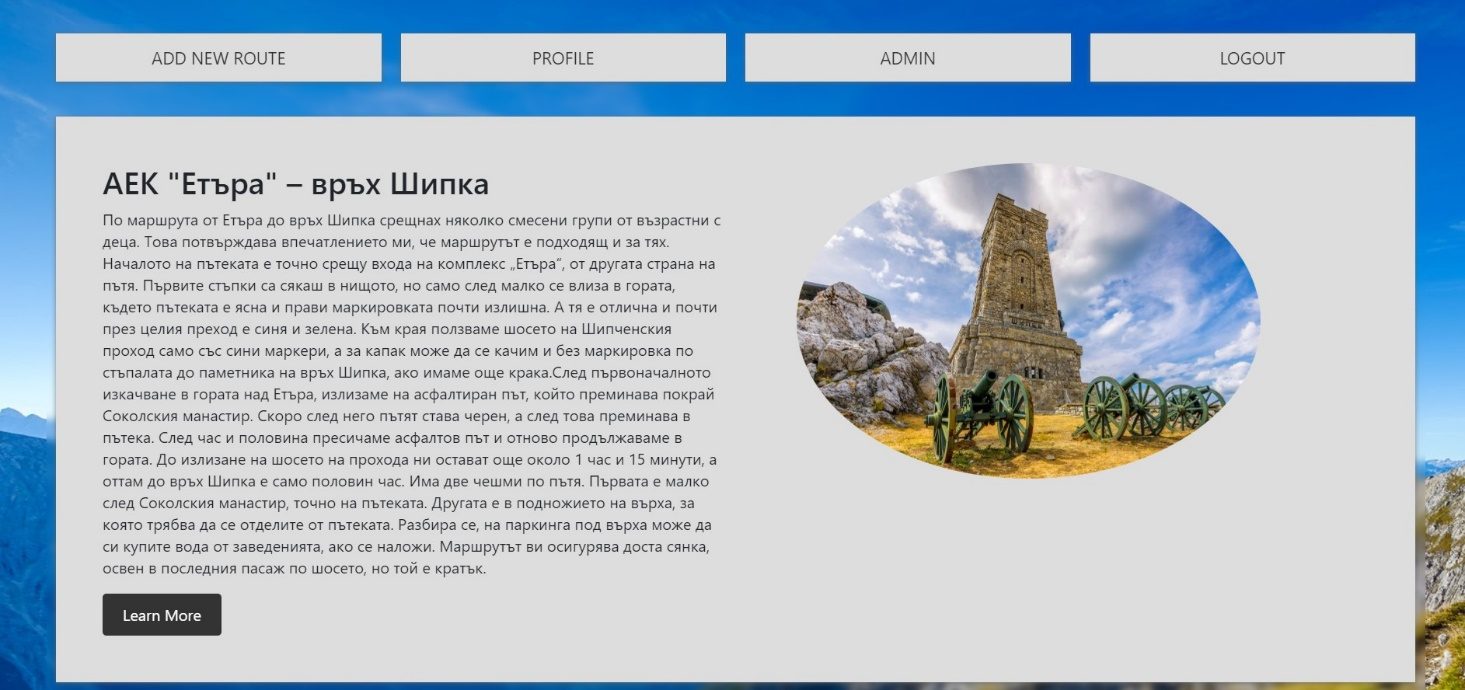 ADD NEW ROUTE
PROFILE
ADMIN
LOGOUT
АЕК "Етъра" – връх Шипка
По маршрута от Етъра до връх Шипка срещнах няколко смесени групи от възрастни с
деца. Това потвърждава впечатлението ми, че маршрутът е подходящ и за тях.
Началото на пътеката е точно срещу входа на комплекс „Етъра“, от другата страна на
пътя. Първите стъпки са сякаш в нищото, но само след малко се влиза в гората,
където пътеката е ясна и прави маркировката почти излишна. А тя е отлична и почти
през целия преход е синя и зелена. Към края ползваме шосето на Шипченския
проход само със сини маркери, а за капак може да се качим и без маркировка по
стъпалата до паметника на връх Шипка, ако имаме още крака.След първоначалното
изкачване в гората над Етъра, излизаме на асфалтиран път, който преминава покрай
Соколския манастир. Скоро след него пътят става черен, а след това преминава в
пътека. След час и половина пресичаме асфалтов път и отново продължаваме в
гората. До излизане на шосето на прохода ни остават още около 1 час и 15 минути, а
оттам до връх Шипка е само половин час. Има две чешми по пътя. Първата е малко
след Соколския манастир, точно на пътеката. Другата е в подножието на върха, за
която трябва да се отделите от пътеката. Разбира се, на паркинга под върха може да
си купите вода от заведенията, ако се наложи. Маршрутът ви осигурява доста сянка,
освен в последния пасаж по шосето, но той е кратък.
Learn More